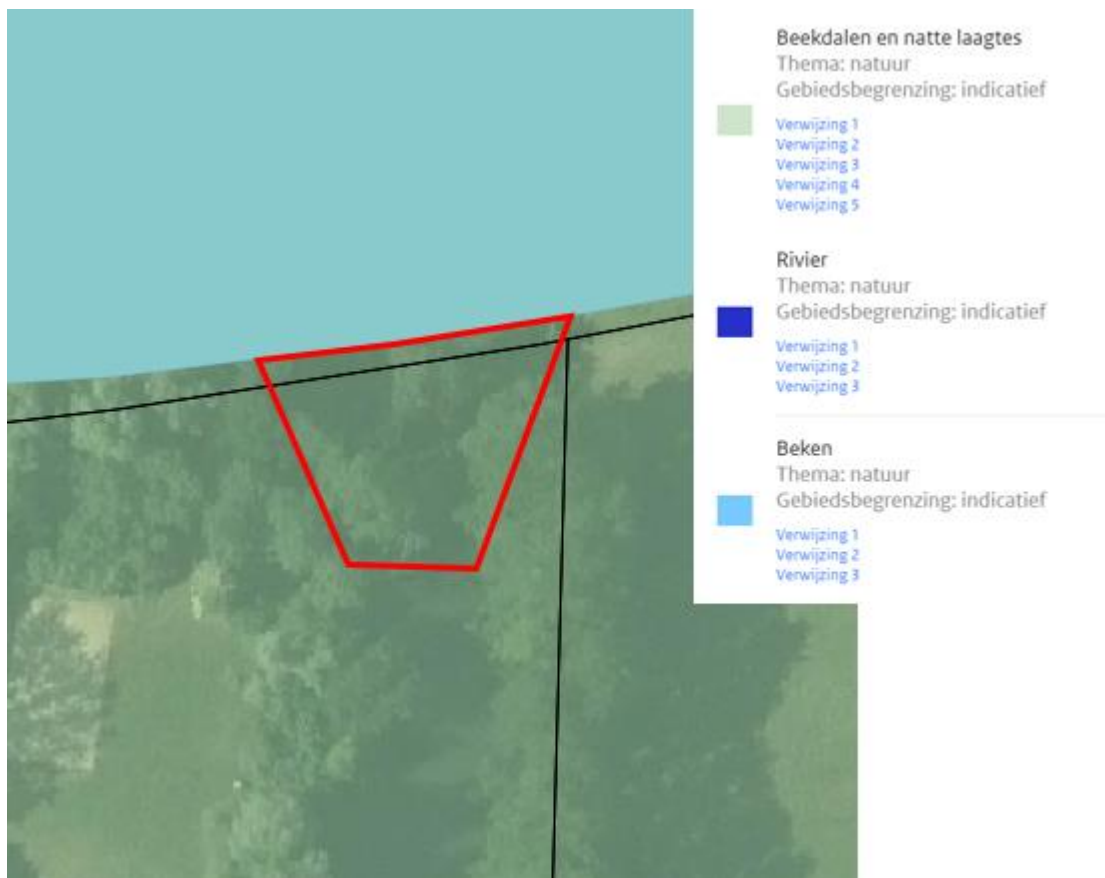 Beekdalen en natte laagtes
Thema: natuur
Gebiedsbegrenzing: indicatief
Verwijzing 1
Verwijzing 2
Verwijzing 3
Verwijzing 4
Verwijzing 5
Rivier
Thema: natuur
Gebiedsbegrenzing: indicatief
Verwijzing 1
Verwijzing 2
Verwijzing 3
Beken
Thema: natuur
Gebiedsbegrenzing: indicatief
Verwijzing 1
Verwijzing 2
Verwijzing 3